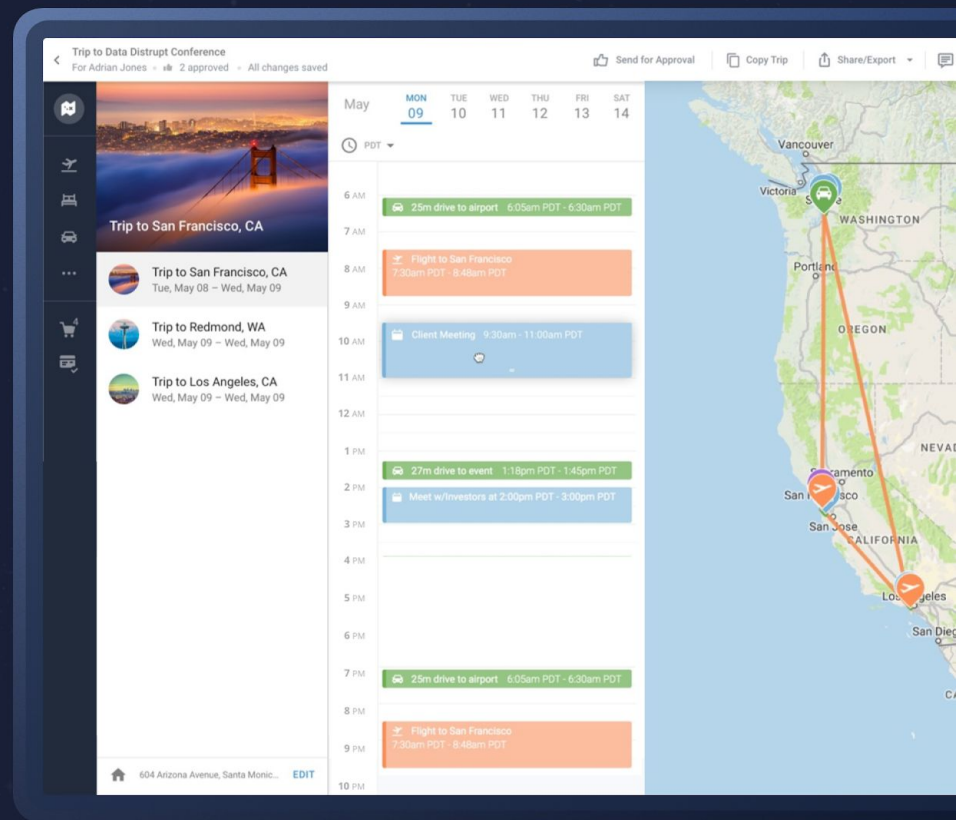 Trip to Data Distrupt Conference
For Adrian Jones • 2 approved • All changes saved
Send for Approval
Copy Trip
Share/Export
4
Trip to San Francisco, CA
Trip to San Francisco, CA
Tue, May 08 – Wed, May 09
Trip to Redmond, WA
Wed, May 09 – Wed, May 09
Trip to Los Angeles, CA
Wed, May 09 – Wed, May 09
604 Arizona Avenue, Santa Monic...
EDIT
May
MON TUE WED THU FRI SAT
09 10 11 12 13 14
PDT
6 AM
25m drive to airport 6:05am PDT - 6:30am PDT
7 AM
Flight to San Francisco
8 AM
7:30am PDT - 8:48am PDT
9 AM
Client Meeting 9:30am - 11:00am PDT
10 AM
11 AM
12 AM
1 PM
27m drive to event 1:18pm PDT - 1:45pm PDT
2 PM
Meet w/Investors at 2:00pm PDT - 3:00pm PDT
3 PM
4 PM
5 PM
6 PM
7 PM
25m drive to airport 6:05am PDT - 6:30am PDT
8 PM
Flight to San Francisco
7:30am PDT - 8:48am PDT
9 PM
10 PM
Vancouver
Victoria
WASHINGTON
Portland
OREGON
NEVAD
San
San Jose
CALIFORNIA
San Dieg